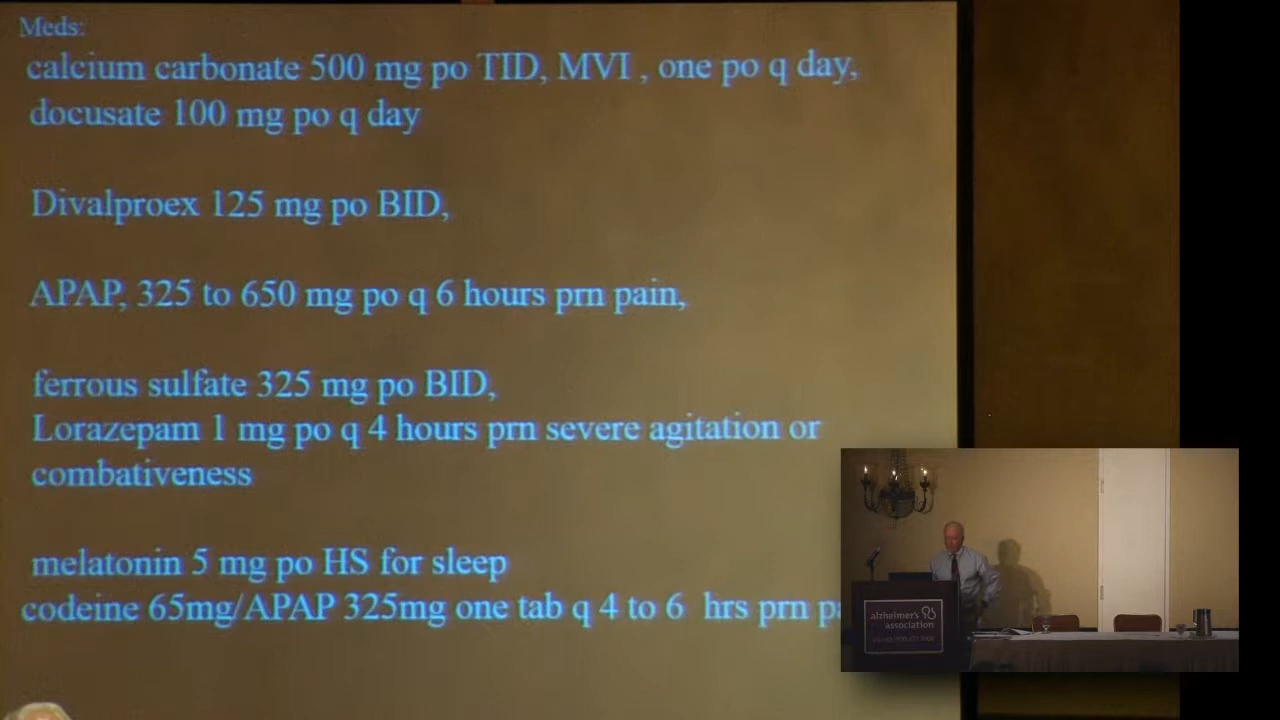 Meds:
calcium carbonate 500 mg po TID, MVI , one po q day,
docusate 100 mg po q day
Divalproex 125 mg po BID,
APAP, 325 to 650 mg po q 6 hours prn pain,
ferrous sulfate 325 mg po BID,
Lorazepam 1 mg po q 4 hours prn severe agitation or
combativeness
melatonin 5 mg po HS for sleep
codeine 65mg/APAP 325mg one tab q 4 to 6 hrs prn
alzheimer's
association